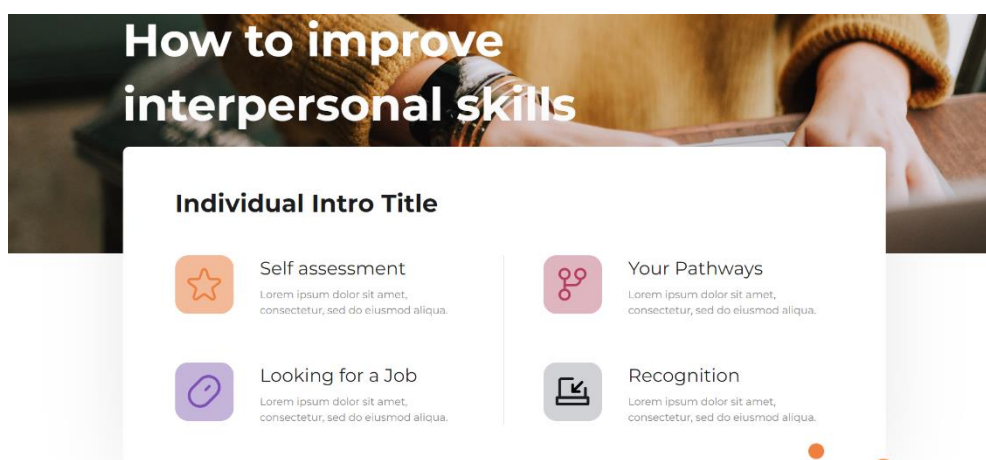 How to improve
interpersonal skills
Individual Intro Title
Self assessment
Lorem ipsum dolor sit amet,
consectetur, sed do eiusmod aliqua.
Your Pathways
Lorem ipsum dolor sit amet,
consectetur, sed do eiusmod aliqua.
Looking for a Job
Lorem ipsum dolor sit amet,
consectetur, sed do eiusmod aliqua.
Recognition
Lorem ipsum dolor sit amet,
consectetur, sed do eiusmod aliqua.